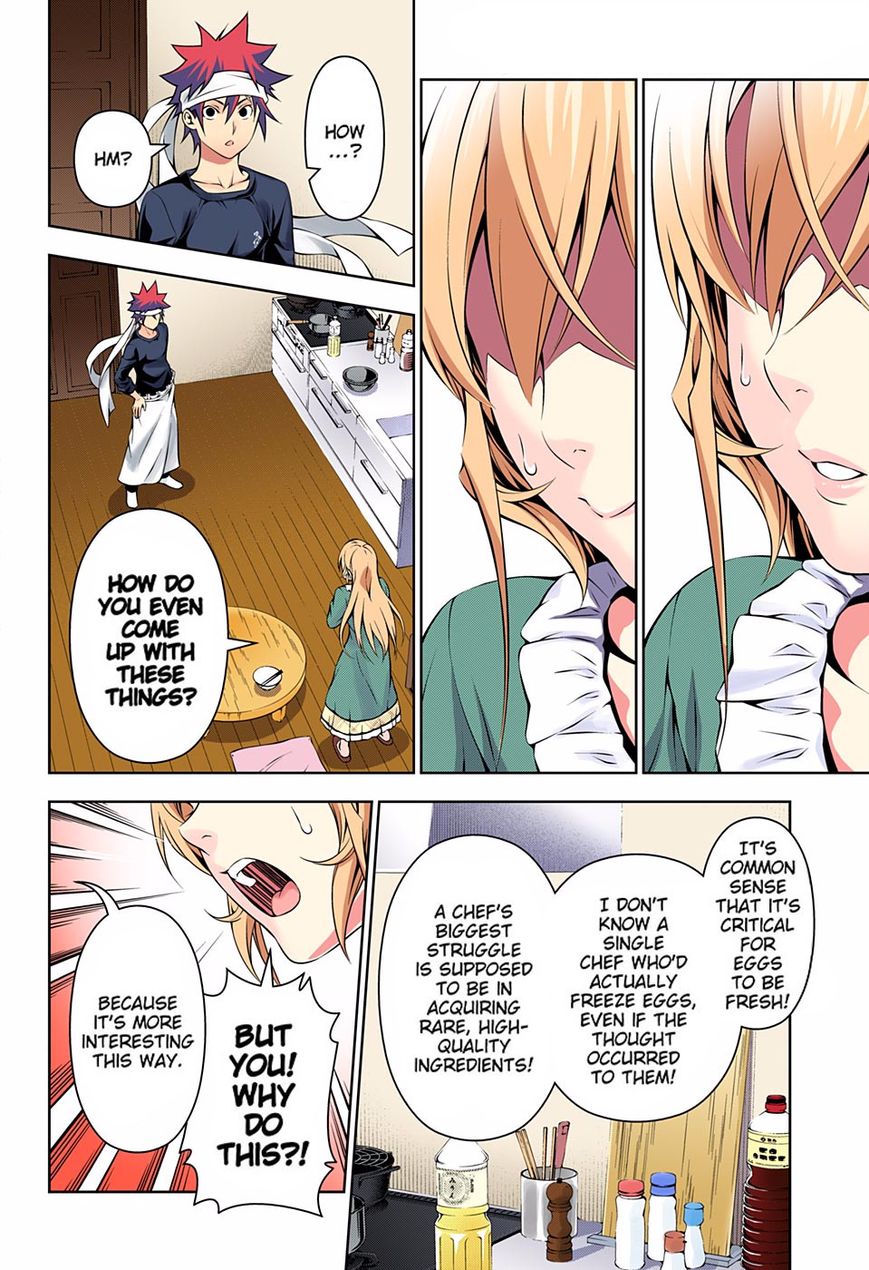 HOW
...?
HM?
HOW DO
YOU EVEN
COME
UP WITH
THESE
THINGS?
IT'S
COMMON
SENSE
THAT IT'S
CRITICAL
FOR
EGGS
TO BE
FRESH!
I DON'T
KNOW A
SINGLE
CHEF WHO'D
ACTUALLY
FREEZE EGGS,
EVEN IF THE
THOUGHT
OCCURRED
TO THEM!
A CHEF'S
BIGGEST
STRUGGLE
IS SUPPOSED
TO BE IN
ACQUIRING
RARE, HIGH-
QUALITY
INGREDIENTS!
BUT
YOU!
WHY
DO
THIS?!
BECAUSE
IT'S MORE
INTERESTING
THIS WAY.